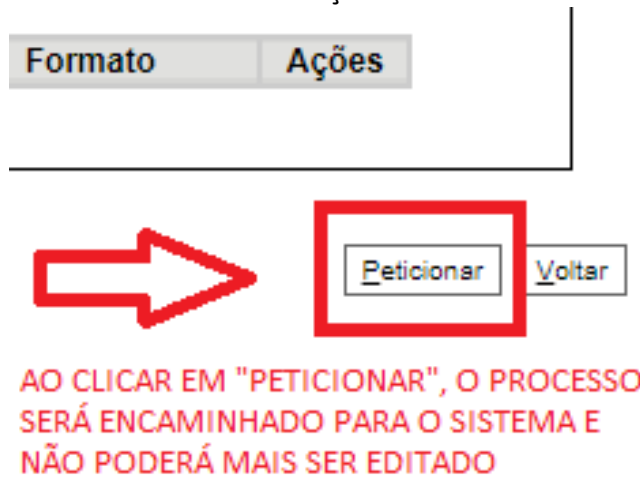 Formato Ações
Peticionar Voltar
AO CLICAR EM "PETICIONAR", O PROCESSO
SERÁ ENCAMINHADO PARA O SISTEMA E
NÃO PODERÁ MAIS SER EDITADO